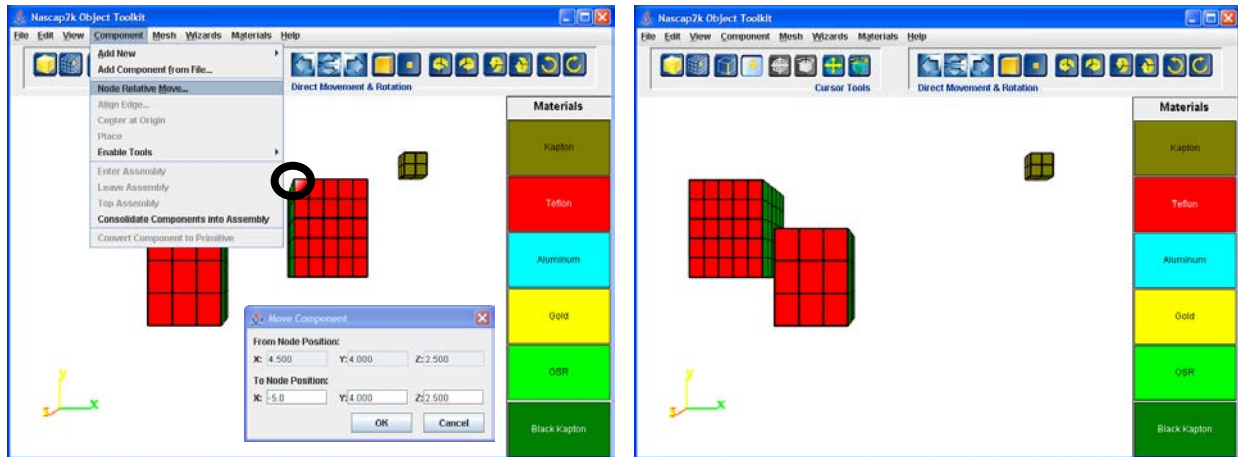 Nascap2k Object Toolkit
File Edit View Component Mesh Wizards Materials Help
Add New
Add Component from File...
Node Relative Move...
Align Edge...
Center at Origin
Place
Enable Tools
Enter Assembly
Leave Assembly
Top Assembly
Consolidate Components into Assembly
Convert Component to Primitive
Direct Movement & Rotation
Materials
Kapton
Teflon
Aluminum
Gold
OSR
Black Kapton
Move Component
From Node Position:
X: 4.500 Y: 4.000 Z: 2.500
To Node Position:
X: -5.0 Y: 4.000 Z: 2.500
OK Cancel
y
x
Nascap2k Object Toolkit
File Edit View Component Mesh Wizards Materials Help
Cursor Tools Direct Movement & Rotation
Materials
Kapton
Teflon
Aluminum
Gold
OSR
Black Kapton
y
x